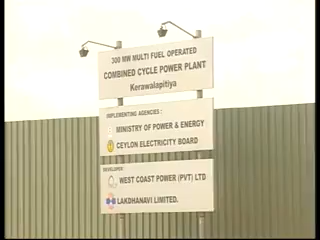 300 MW MULTI FUEL OPERATED
COMBINED CYCLE POWER PLANT
Kerawalapitiya
IMPLEMENTING AGENCIES :
MINISTRY OF POWER & ENERGY
CEYLON ELECTRICITY BOARD
DEVELOPER
WEST COAST POWER (PVT) LTD
LAKDHANAVI LIMITED.